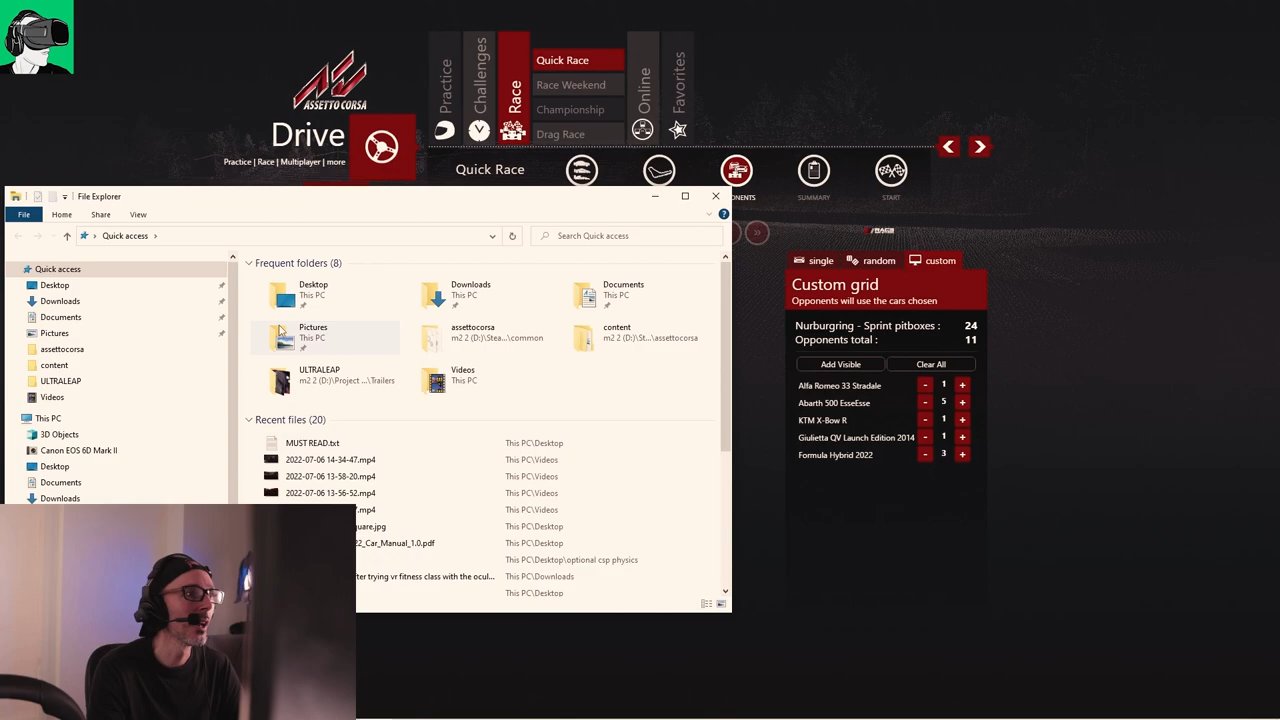 Practice
Challenges
Race
Quick Race
Race Weekend
Championship
Drag Race
Online
Favorites
ASSETTO CORSA
Drive
Practice | Race | Multiplayer | more
Quick Race
ONENTS
SUMMARY
START
File Explorer
File
Home
Share
View
Quick access
Search Quick access
Quick access
Desktop
Downloads
Documents
Pictures
assettocorsa
content
ULTRALEAP
Videos
This PC
3D Objects
Canon EOS 6D Mark II
Desktop
Documents
Downloads
Frequent folders (8)
Desktop
This PC
Downloads
This PC
Documents
This PC
Pictures
This PC
assettocorsa
m2 2 (D:)\Stea...\common
content
m2 2 (D:)\St...\assettocorsa
ULTRALEAP
m2 2 (D:)\Project ...\Trailers
Videos
This PC
Recent files (20)
MUST READ.txt This PC\Desktop
2022-07-06 14-34-47.mp4 This PC\Videos
2022-07-06 13-58-20.mp4 This PC\Videos
2022-07-06 13-56-52.mp4 This PC\Videos
7.mp4 This PC\Videos
quare.jpg This PC\Desktop
22_Car_Manual_1.0.pdf This PC\Desktop
This PC\Desktop\optional csp physics
fter trying vr fitness class with the ocul... This PC\Downloads
This PC\Desktop
single
random
custom
Custom grid
Opponents will use the cars chosen
Nurburgring - Sprint pitboxes : 24
Opponents total : 11
Add Visible
Clear All
Alfa Romeo 33 Stradale - 1 +
Abarth 500 EsseEsse - 5 +
KTM X-Bow R - 1 +
Giulietta QV Launch Edition 2014 - 1 +
Formula Hybrid 2022 - 3 +